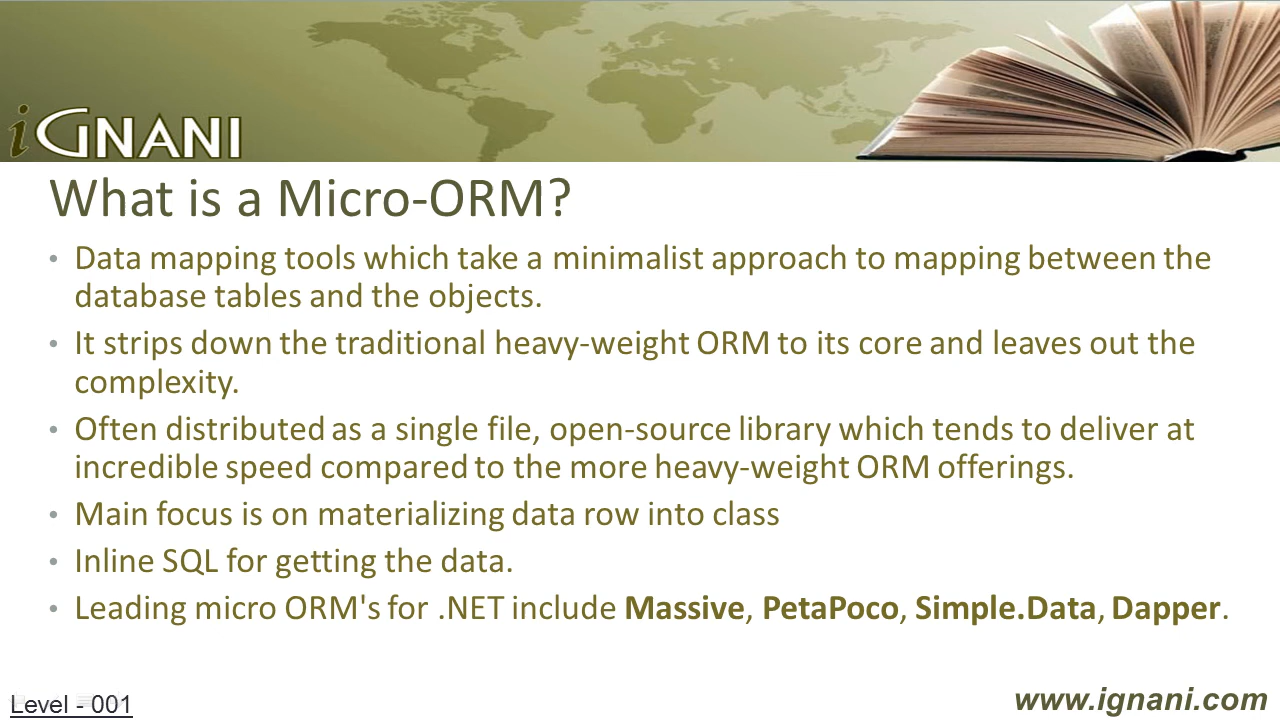 iGNANI
What is a Micro-ORM?
• Data mapping tools which take a minimalist approach to mapping between the
database tables and the objects.
• It strips down the traditional heavy-weight ORM to its core and leaves out the
complexity.
• Often distributed as a single file, open-source library which tends to deliver at
incredible speed compared to the more heavy-weight ORM offerings.
• Main focus is on materializing data row into class
• Inline SQL for getting the data.
• Leading micro ORM's for .NET include Massive, PetaPoco, Simple.Data, Dapper.
Level - 001
www.ignani.com